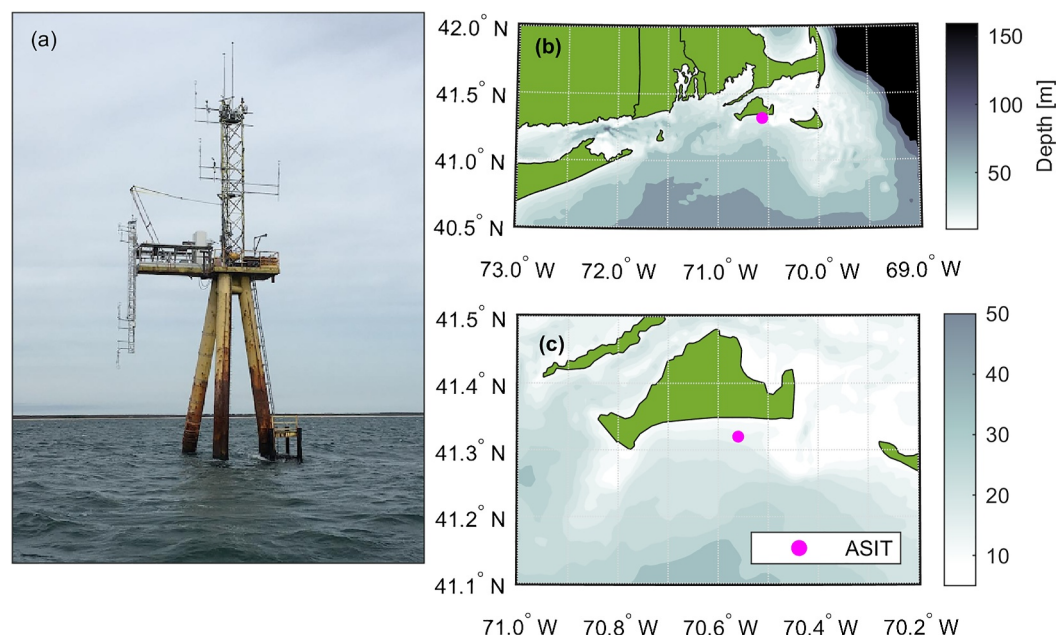 (a)
(b)
42.0° N
41.5° N
41.0° N
40.5° N
73.0° W
72.0° W
71.0° W
70.0° W
69.0° W
150
100
50
Depth [m]
(c)
41.5° N
41.4° N
41.3° N
41.2° N
41.1° N
71.0° W
70.8° W
70.6° W
70.4° W
70.2° W
ASIT
50
40
30
20
10